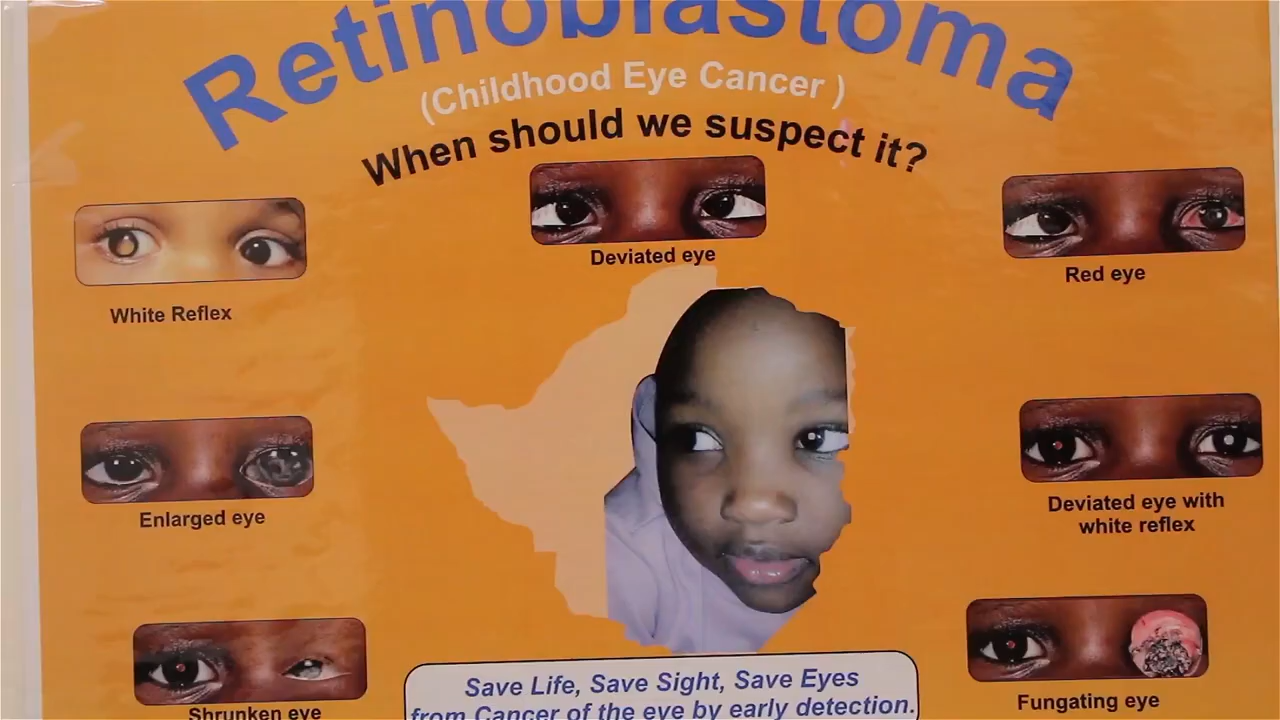 Retinoblastoma
(Childhood Eye Cancer )
When should we suspect it?
Deviated eye
Red eye
White Reflex
Enlarged eye
Deviated eye with
white reflex
Shrunken eye
Fungating eye
Save Life, Save Sight, Save Eyes
from Cancer of the eye by early detection.